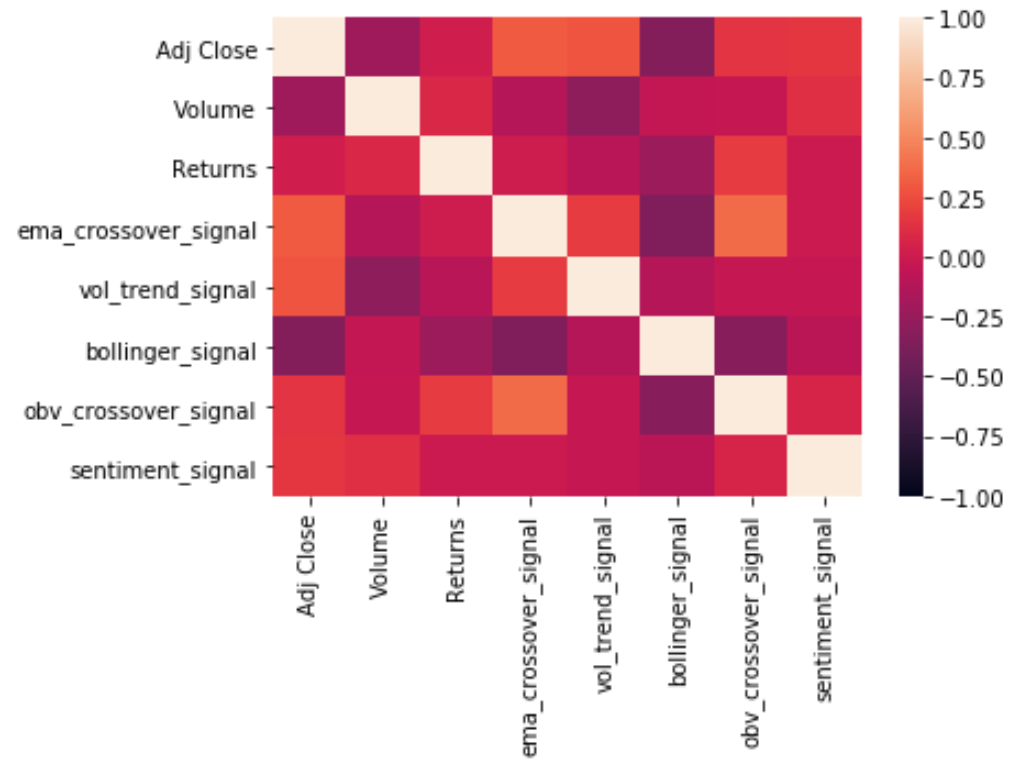 Adj Close
Volume
Returns
ema_crossover_signal
vol_trend_signal
bollinger_signal
obv_crossover_signal
sentiment_signal
Adj Close
Volume
Returns
ema_crossover_signal
vol_trend_signal
bollinger_signal
obv_crossover_signal
sentiment_signal
1.00
0.75
0.50
0.25
0.00
−0.25
−0.50
−0.75
−1.00